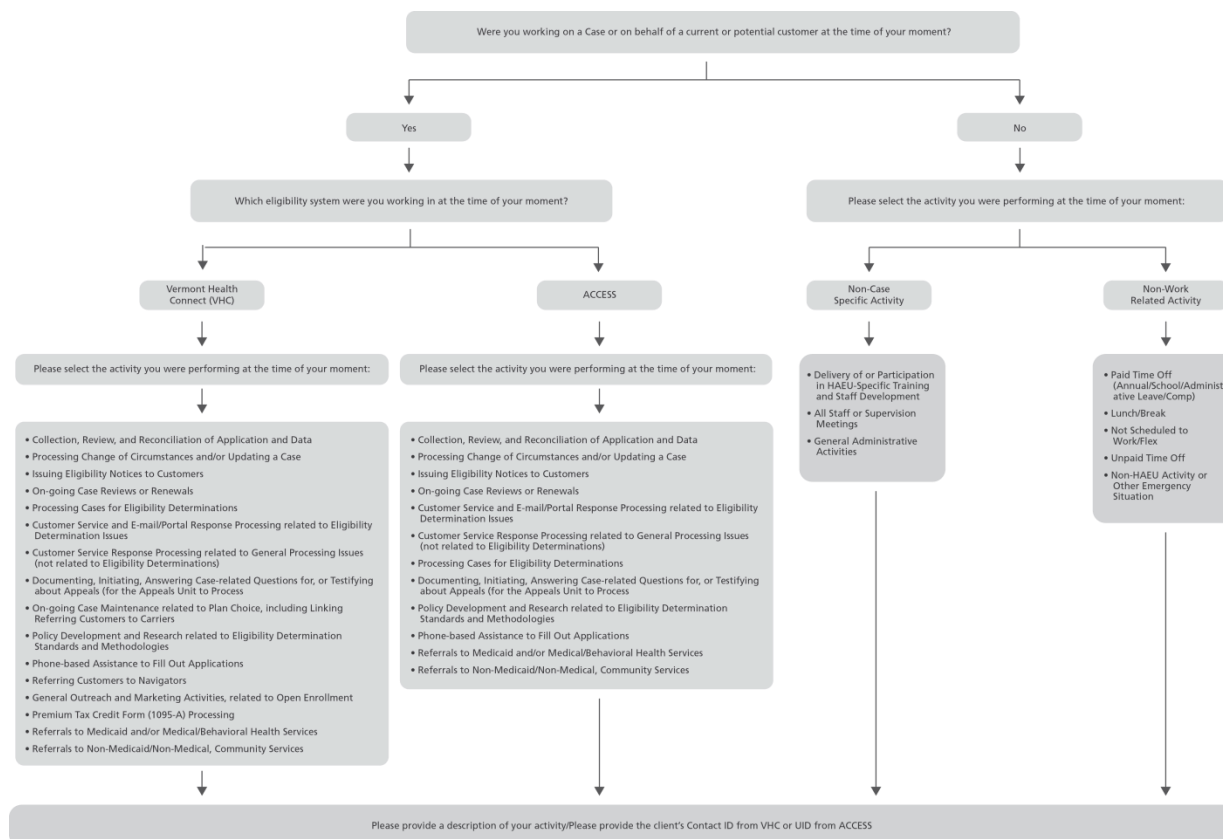 Were you working on a Case or on behalf of a current or potential customer at the time of your moment?
Yes
No
Which eligibility system were you working in at the time of your moment?
Please select the activity you were performing at the time of your moment:
Vermont Health
Connect (VHC)
ACCESS
Non-Case
Specific Activity
Non-Work
Related Activity
Please select the activity you were performing at the time of your moment:
Please select the activity you were performing at the time of your moment:
• Collection, Review, and Reconciliation of Application and Data
• Processing Change of Circumstances and/or Updating a Case
• Issuing Eligibility Notices to Customers
• On-going Case Reviews or Renewals
• Processing Cases for Eligibility Determinations
• Customer Service and E-mail/Portal Response Processing related to Eligibility
Determination Issues
• Customer Service Response Processing related to General Processing Issues
(not related to Eligibility Determinations)
• Documenting, Initiating, Answering Case-related Questions for, or Testifying
about Appeals (for the Appeals Unit to Process
• On-going Case Maintenance related to Plan Choice, including Linking
Referring Customers to Carriers
• Policy Development and Research related to Eligibility Determination
Standards and Methodologies
• Phone-based Assistance to Fill Out Applications
• Referring Customers to Navigators
• General Outreach and Marketing Activities, related to Open Enrollment
• Premium Tax Credit Form (1095-A) Processing
• Referrals to Medicaid and/or Medical/Behavioral Health Services
• Referrals to Non-Medicaid/Non-Medical, Community Services
• Collection, Review, and Reconciliation of Application and Data
• Processing Change of Circumstances and/or Updating a Case
• Issuing Eligibility Notices to Customers
• On-going Case Reviews or Renewals
• Customer Service and E-mail/Portal Response Processing related to Eligibility
Determination Issues
• Customer Service Response Processing related to General Processing Issues
(not related to Eligibility Determinations)
• Processing Cases for Eligibility Determinations
• Documenting, Initiating, Answering Case-related Questions for, or Testifying
about Appeals (for the Appeals Unit to Process
• Policy Development and Research related to Eligibility Determination
Standards and Methodologies
• Phone-based Assistance to Fill Out Applications
• Referrals to Medicaid and/or Medical/Behavioral Health Services
• Referrals to Non-Medicaid/Non-Medical, Community Services
• Delivery of or Participation
in HAEU-Specific Training
and Staff Development
• All Staff or Supervision
Meetings
• General Administrative
Activities
• Paid Time Off
(Annual/School/Administr
ative Leave/Comp)
• Lunch/Break
• Not Scheduled to
Work/Flex
• Unpaid Time Off
• Non-HAEU Activity or
Other Emergency
Situation
Please provide a description of your activity/Please provide the client's Contact ID from VHC or UID from ACCESS